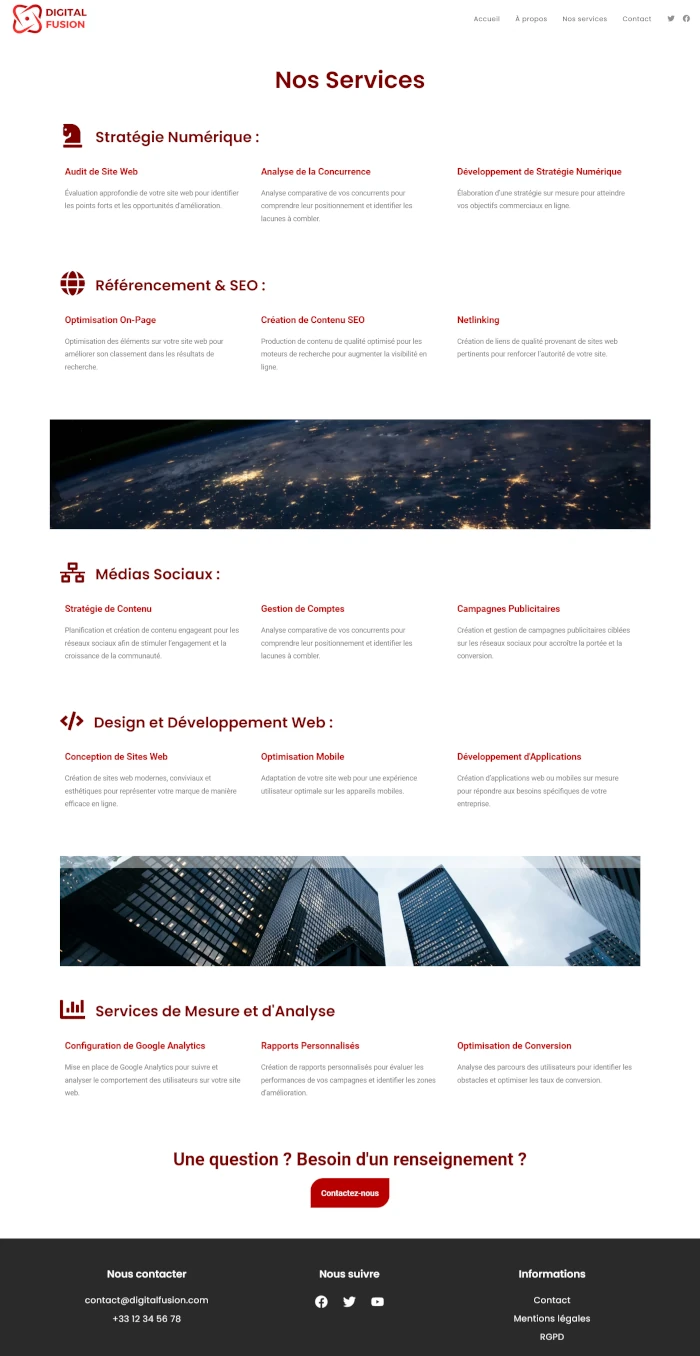 DIGITAL
FUSION
Accueil À propos Nos services Contact
Nos Services
Stratégie Numérique :
Audit de Site Web
Évaluation approfondie de votre site web pour identifier
les points forts et les opportunités d'amélioration.
Analyse de la Concurrence
Analyse comparative de vos concurrents pour
comprendre leur positionnement et identifier les
lacunes à combler.
Développement de Stratégie Numérique
Élaboration d'une stratégie sur mesure pour atteindre
vos objectifs commerciaux en ligne.
Référencement & SEO :
Optimisation On-Page
Optimisation des éléments sur votre site web pour
améliorer son classement dans les résultats de
recherche.
Création de Contenu SEO
Production de contenu de qualité optimisé pour les
moteurs de recherche pour augmenter la visibilité en
ligne.
Netlinking
Création de liens de qualité provenant de sites web
pertinents pour renforcer l'autorité de votre site.
Médias Sociaux :
Stratégie de Contenu
Planification et création de contenu engageant pour les
réseaux sociaux afin de stimuler l'engagement et la
croissance de la communauté.
Gestion de Comptes
Analyse comparative de vos concurrents pour
comprendre leur positionnement et identifier les
lacunes à combler.
Campagnes Publicitaires
Création et gestion de campagnes publicitaires ciblées
sur les réseaux sociaux pour accroître la portée et la
conversion.
Design et Développement Web :
Conception de Sites Web
Création de sites web modernes, conviviaux et
esthétiques pour représenter votre marque de manière
efficace en ligne.
Optimisation Mobile
Adaptation de votre site web pour une expérience
utilisateur optimale sur les appareils mobiles.
Développement d'Applications
Création d'applications web ou mobiles sur mesure
pour répondre aux besoins spécifiques de votre
entreprise.
Services de Mesure et d'Analyse
Configuration de Google Analytics
Mise en place de Google Analytics pour suivre et
analyser le comportement des utilisateurs sur votre site
web.
Rapports Personnalisés
Création de rapports personnalisés pour évaluer les
performances de vos campagnes et identifier les zones
d'amélioration.
Optimisation de Conversion
Analyse des parcours des utilisateurs pour identifier les
obstacles et optimiser les taux de conversion.
Une question ? Besoin d'un renseignement ?
Contactez-nous
Nous contacter
contact@digitalfusion.com
+33 12 34 56 78
Nous suivre
Informations
Contact
Mentions légales
RGPD